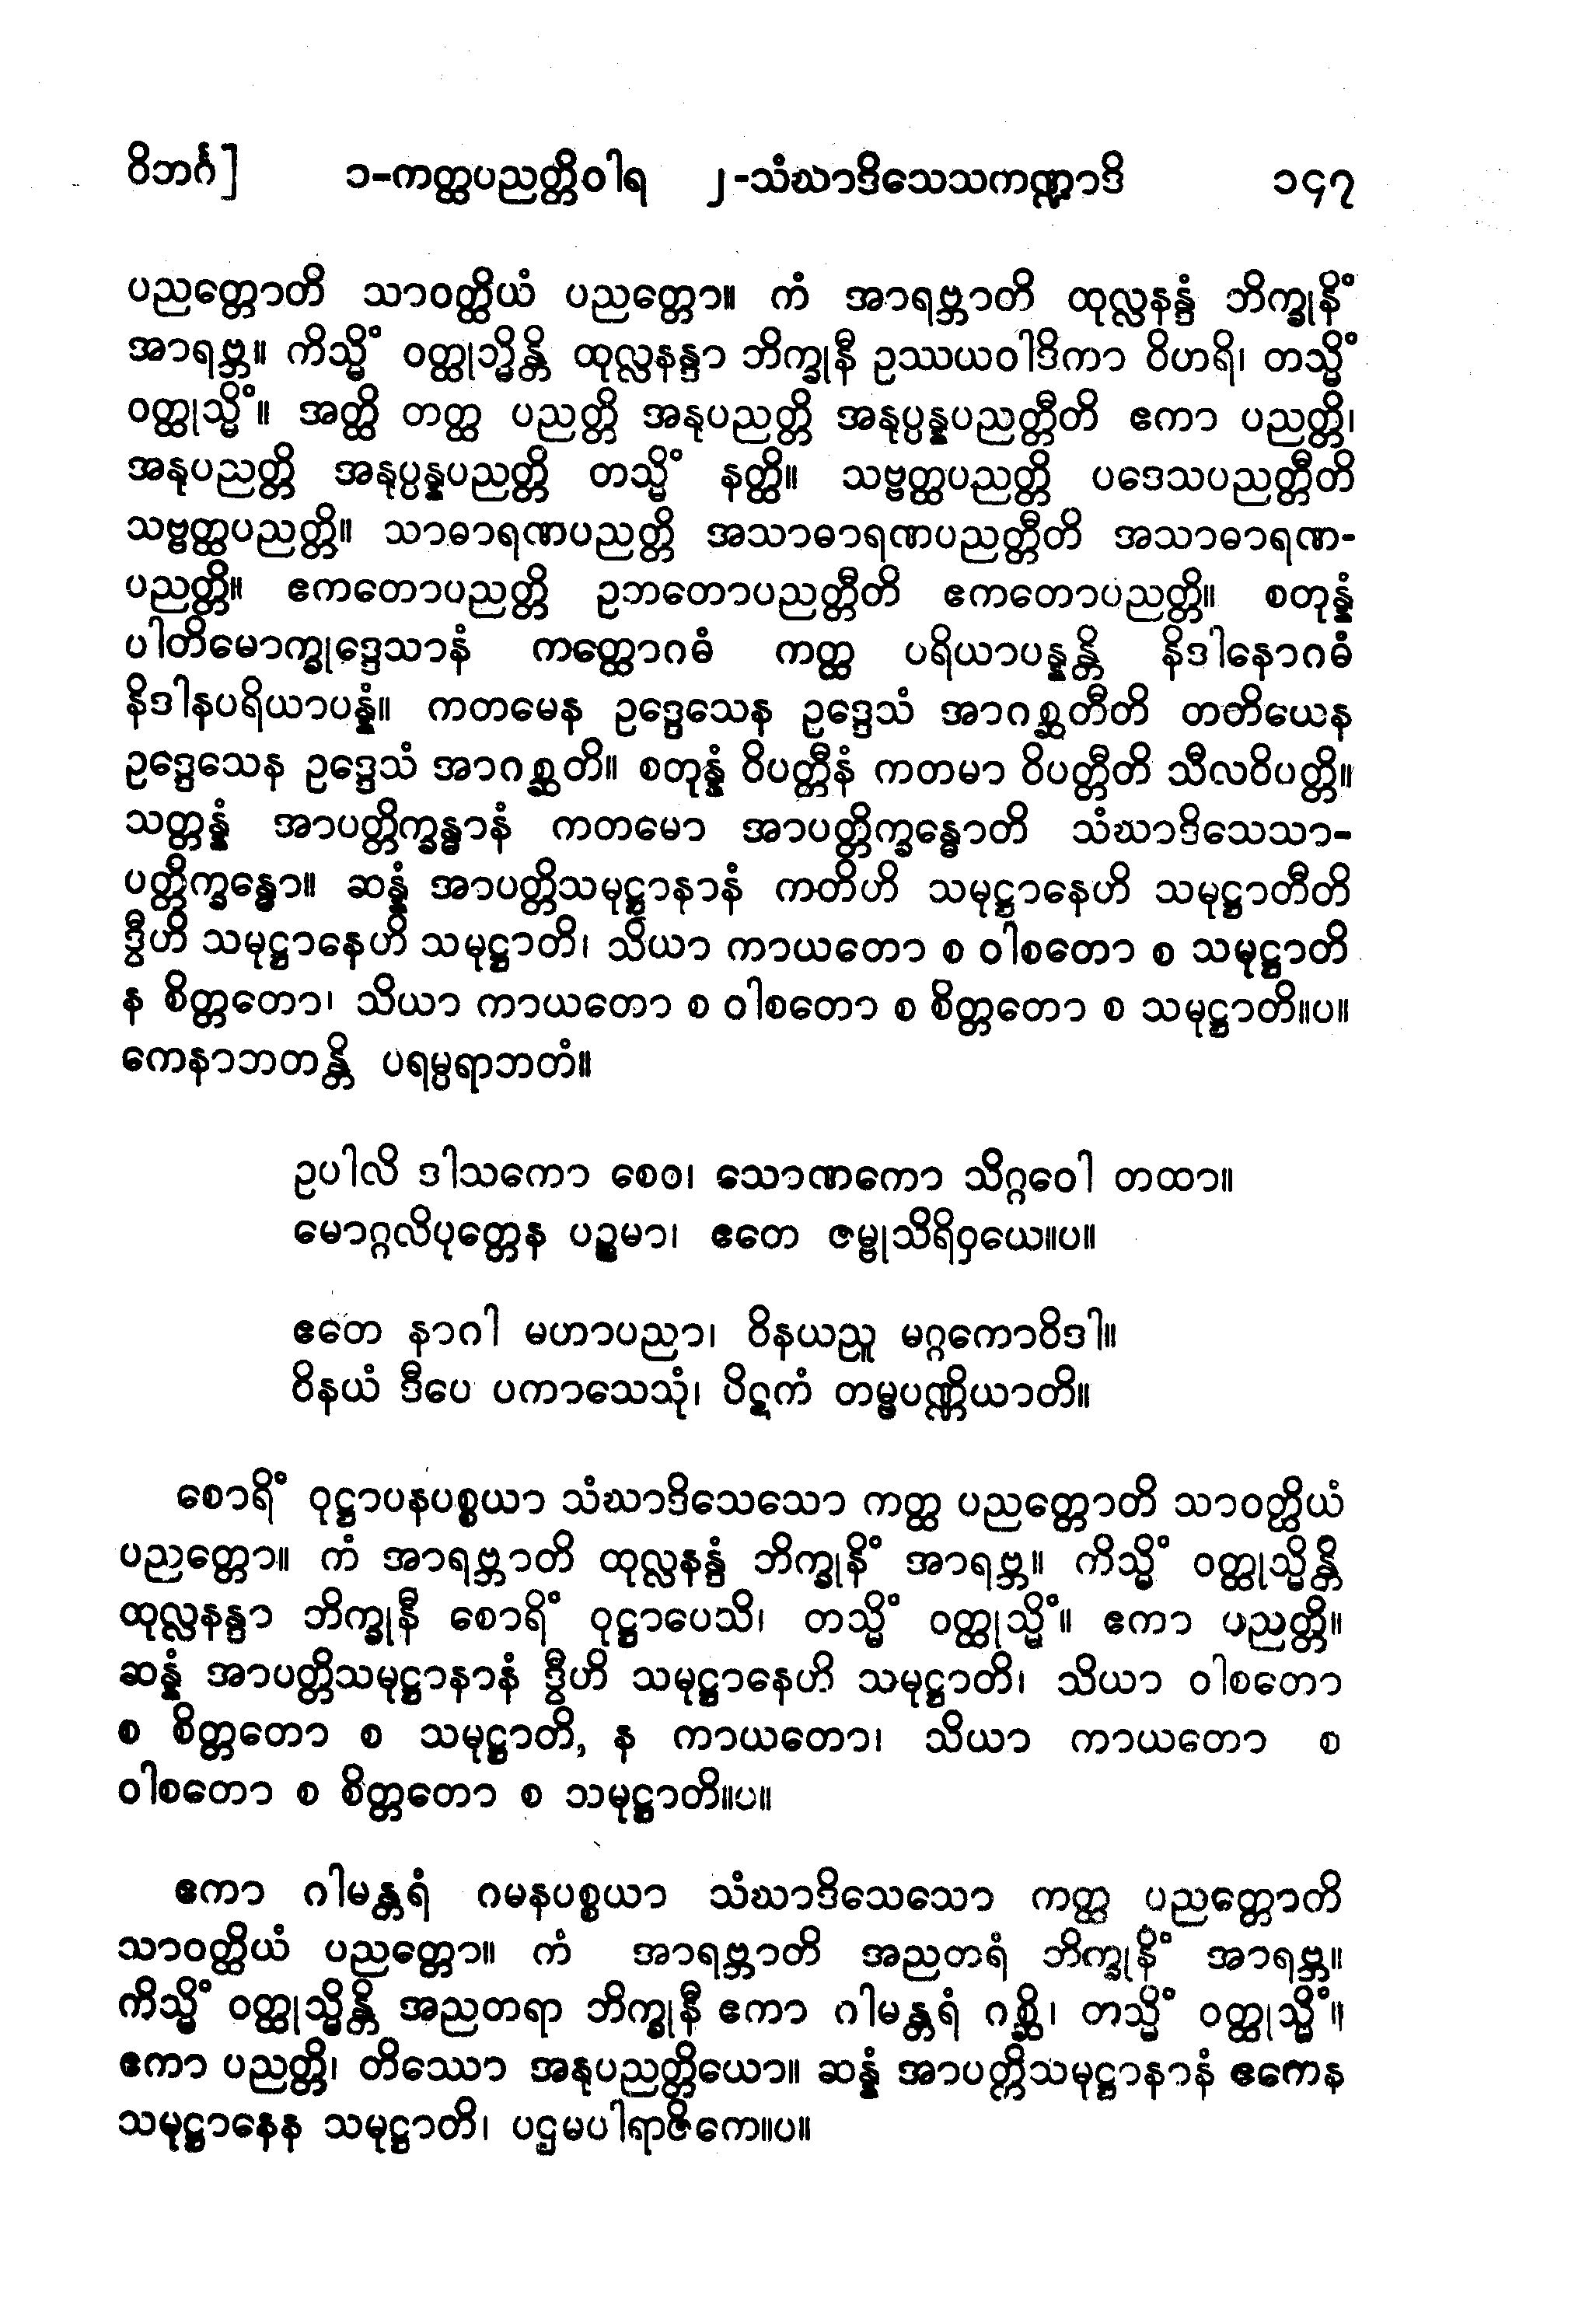 ဝိဘင်္ဂ] ၁-ကတ္ထပညတ္တိဝါရ ၂-သံဃာဒိသေသကဏ္ဍာဒိ ၁၄၇
ပညတ္တောတိ သာဝတ္ထိယံ ပညတ္တော။ ကံ အာရဗ္ဘာတိ ထုလ္လနန္ဒံ ဘိက္ခုနိံ
အာရဗ္ဘ။ ကိသ္မိံ ဝတ္ထုသ္မိန္တိ ထုလ္လနန္ဒာ ဘိက္ခုနီ ဥဿယဝါဒိကာ ဝိဟရိ၊ တသ္မိံ
ဝတ္ထုသ္မိံ။ အတ္ထိ တတ္ထ ပညတ္တိ အနုပညတ္တိ အနုပ္ပန္နပညတ္တီတိ ဧကာ ပညတ္တိ၊
အနုပညတ္တိ အနုပ္ပန္နပညတ္တိ တသ္မိံ နတ္ထိ။ သဗ္ဗတ္ထပညတ္တိ ပဒေသပညတ္တီတိ
သဗ္ဗတ္ထပညတ္တိ။ သာဓာရဏပညတ္တိ အသာဓာရဏပညတ္တီတိ အသာဓာရဏ-
ပညတ္တိ။ ဧကတောပညတ္တိ ဥဘတောပညတ္တီတိ ဧကတောပညတ္တိ။ စတုန္နံ
ပါတိမောက္ခုဒ္ဒေသာနံ ကတ္ထောဂဓံ ကတ္ထ ပရိယာပန္နန္တိ နိဒါနောဂဓံ
နိဒါနပရိယာပန္နံ။ ကတမေန ဥဒ္ဒေသေန ဥဒ္ဒေသံ အာဂစ္ဆတီတိ တတိယေန
ဥဒ္ဒေသေန ဥဒ္ဒေသံ အာဂစ္ဆတိ။ စတုန္နံ ဝိပတ္တီနံ ကတမာ ဝိပတ္တီတိ သီလဝိပတ္တိ။
သတ္တန္နံ အာပတ္တိက္ခန္ဓာနံ ကတမော အာပတ္တိက္ခန္ဓောတိ သံဃာဒိသေသာ-
ပတ္တိက္ခန္ဓော။ ဆန္နံ အာပတ္တိသမုဋ္ဌာနာနံ ကတိဟိ သမုဋ္ဌာနေဟိ သမုဋ္ဌာတီတိ
ဒွီဟိ သမုဋ္ဌာနေဟိ သမုဋ္ဌာတိ၊ သိယာ ကာယတော စ ဝါစတော စ သမုဋ္ဌာတိ
န စိတ္တတော၊ သိယာ ကာယတော စ ဝါစတော စ စိတ္တတော စ သမုဋ္ဌာတိ။ပ။
ကေနာဘတန္တိ ပရမ္ပရာဘတံ။
ဥပါလိ ဒါသကော စေဝ၊ သောဏကော သိဂ္ဂဝေါ တထာ။
မောဂ္ဂလိပုတ္တေန ပဉ္စမာ၊ ဧတေ ဇမ္ဗုသိရိဝှယေ။ပ။
ဧတေ နာဂါ မဟာပညာ၊ ဝိနယညူ မဂ္ဂကောဝိဒါ။
ဝိနယံ ဒီပေ ပကာသေသုံ၊ ပိဋကံ တမ္ဗပဏ္ဏိယာတိ။
စောရိံ ဝုဋ္ဌာပနပစ္စယာ သံဃာဒိသေသော ကတ္ထ ပညတ္တောတိ သာဝတ္ထိယံ
ပညတ္တော။ ကံ အာရဗ္ဘာတိ ထုလ္လနန္ဒံ ဘိက္ခုနိံ အာရဗ္ဘ။ ကိသ္မိံ ဝတ္ထုသ္မိန္တိ
ထုလ္လနန္ဒာ ဘိက္ခုနီ စောရိံ ဝုဋ္ဌာပေသိ၊ တသ္မိံ ဝတ္ထုသ္မိံ။ ဧကာ ပညတ္တိ။
ဆန္နံ အာပတ္တိသမုဋ္ဌာနာနံ ဒွီဟိ သမုဋ္ဌာနေဟိ သမုဋ္ဌာတိ၊ သိယာ ဝါစတော
စ စိတ္တတော စ သမုဋ္ဌာတိ, န ကာယတော၊ သိယာ ကာယတော စ
ဝါစတော စ စိတ္တတော စ သမုဋ္ဌာတိ။ပ။
ဧကာ ဂါမန္တရံ ဂမနပစ္စယာ သံဃာဒိသေသော ကတ္ထ ပညတ္တောတိ
သာဝတ္ထိယံ ပညတ္တော။ ကံ အာရဗ္ဘာတိ အညတရံ ဘိက္ခုနိံ အာရဗ္ဘ။
ကိသ္မိံ ဝတ္ထုသ္မိန္တိ အညတရာ ဘိက္ခုနီ ဧကာ ဂါမန္တရံ ဂစ္ဆိ၊ တသ္မိံ ဝတ္ထုသ္မိံ။
ဧကာ ပညတ္တိ၊ တိဿော အနုပညတ္တိယော။ ဆန္နံ အာပတ္တိသမုဋ္ဌာနာနံ ဧကေန
သမုဋ္ဌာနေန သမုဋ္ဌာတိ၊ ပဌမပါရာဇိကေ။ပ။